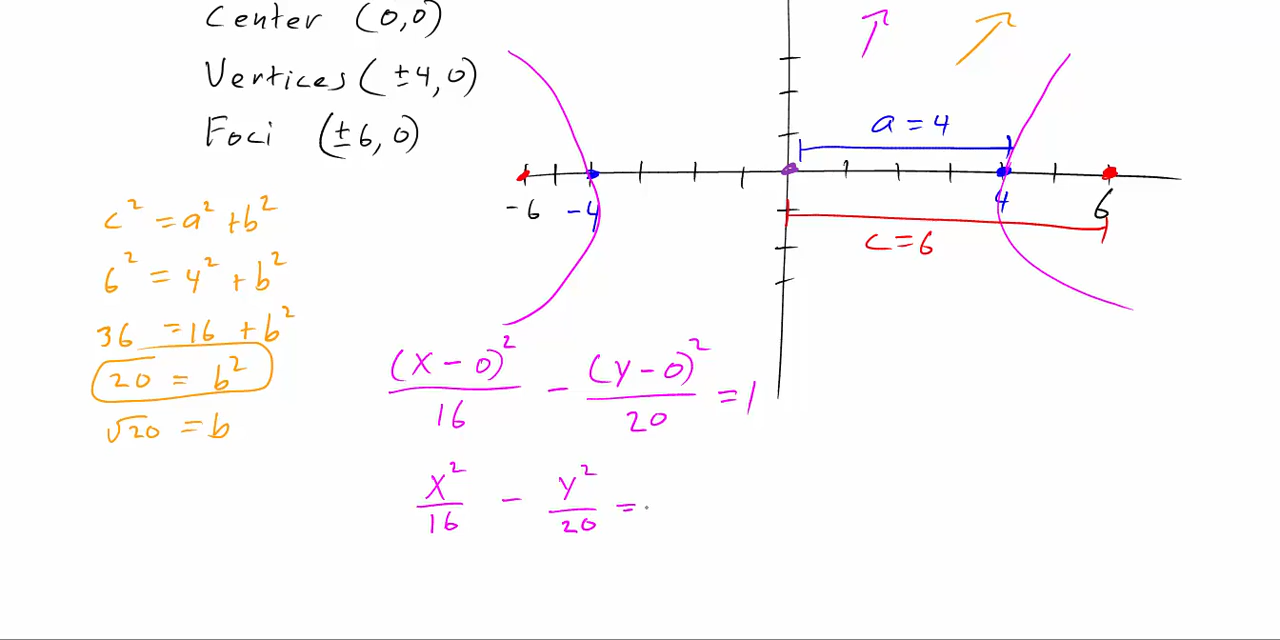 Center (0,0)
Vertices (±4, 0)
Foci (±6, 0)
a = 4
-6 -4 4 6
c = 6
c² = a² + b²
6² = 4² + b²
36 = 16 + b²
20 = b²
√20 = b
(x - 0)²/16 - (y - 0)²/20 = 1
x²/16 - y²/20 =